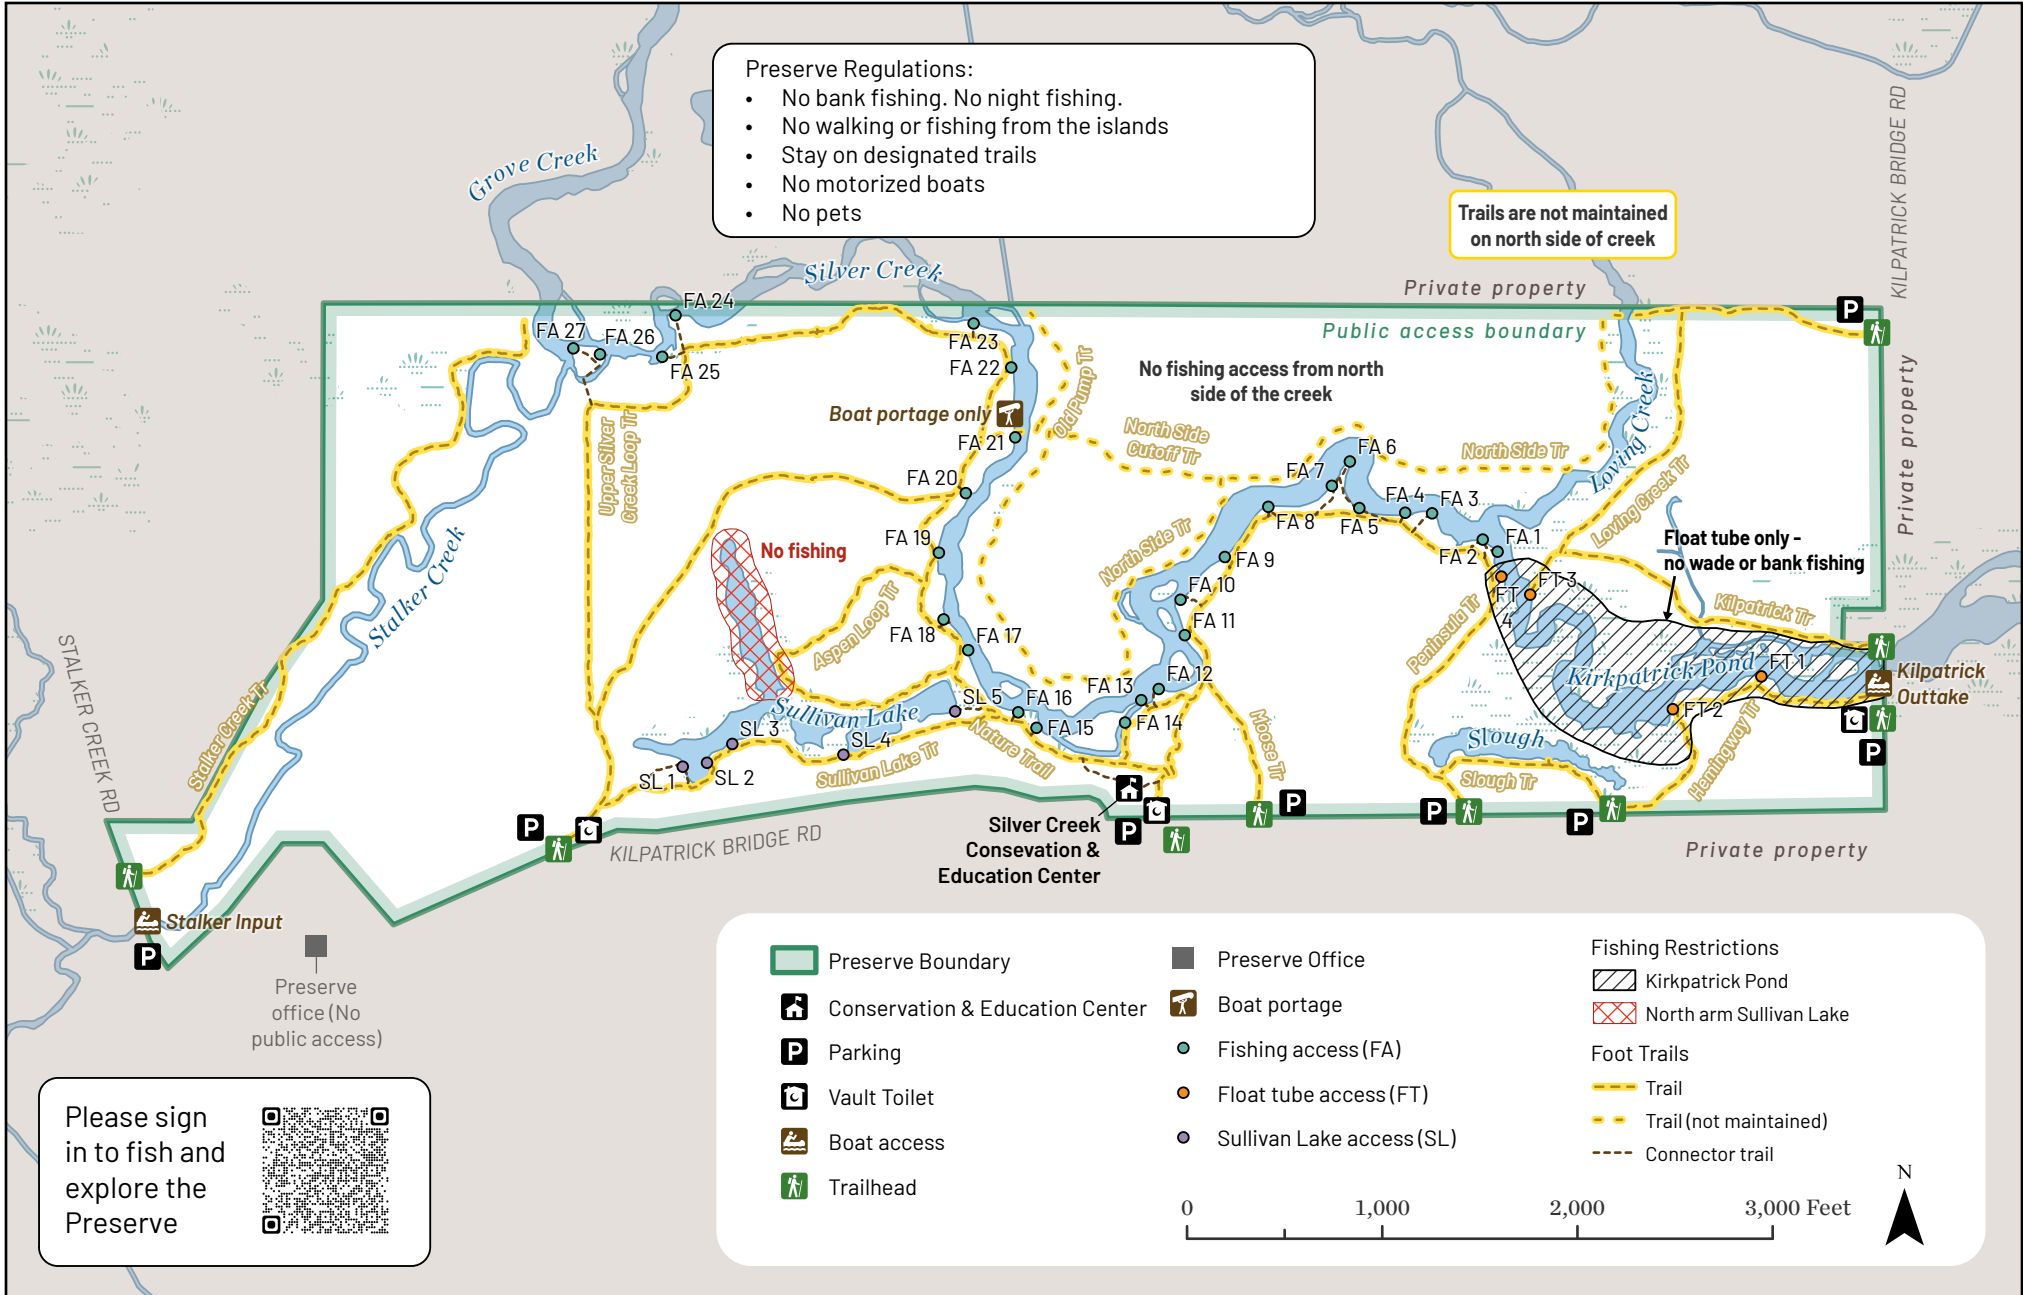 Preserve Regulations:
• No bank fishing. No night fishing.
• No walking or fishing from the islands
• Stay on designated trails
• No motorized boats
• No pets
Grove Creek
Silver Creek
Trails are not maintained
on north side of creek
KILPATRICK BRIDGE RD
Private property
Public access boundary
Private property
FA 24
FA 27
FA 26
FA 25
FA 23
FA 22
Boat portage only
FA 21
FA 20
FA 19
FA 18
FA 17
Old Pump Tr
No fishing access from north
side of the creek
North Side
Cutoff Tr
North Side Tr
North Side Tr
Loving Creek
Loving Creek Tr
Upper Silver
Creek Loop Tr
FA 6
FA 7
FA 8
FA 5
FA 4
FA 3
FA 1
FA 2
FA 9
FA 10
FA 11
FA 12
FA 13
FA 14
FA 15
FA 16
No fishing
Aspen Loop Tr
Stalker Creek
Stalker Creek Tr
STALKER CREEK RD
Float tube only -
no wade or bank fishing
FT 3
FT
4
Kilpatrick Tr
Peninsula Tr
Kirkpatrick Pond
FT 1
FT 2
Kilpatrick
Outtake
Sullivan Lake
SL 5
SL 3
SL 4
SL 1
SL 2
Sullivan Lake Tr
Nature Trail
Moose Tr
Slough
Slough Tr
Hemingway Tr
P
P
P
P
P
P
P
P
KILPATRICK BRIDGE RD
Silver Creek
Consevation &
Education Center
Private property
Stalker Input
Preserve
office (No
public access)
Please sign
in to fish and
explore the
Preserve
Preserve Boundary
Conservation & Education Center
P Parking
Vault Toilet
Boat access
Trailhead
Preserve Office
Boat portage
Fishing access (FA)
Float tube access (FT)
Sullivan Lake access (SL)
Fishing Restrictions
Kirkpatrick Pond
North arm Sullivan Lake
Foot Trails
Trail
Trail (not maintained)
Connector trail
0 1,000 2,000 3,000 Feet
N